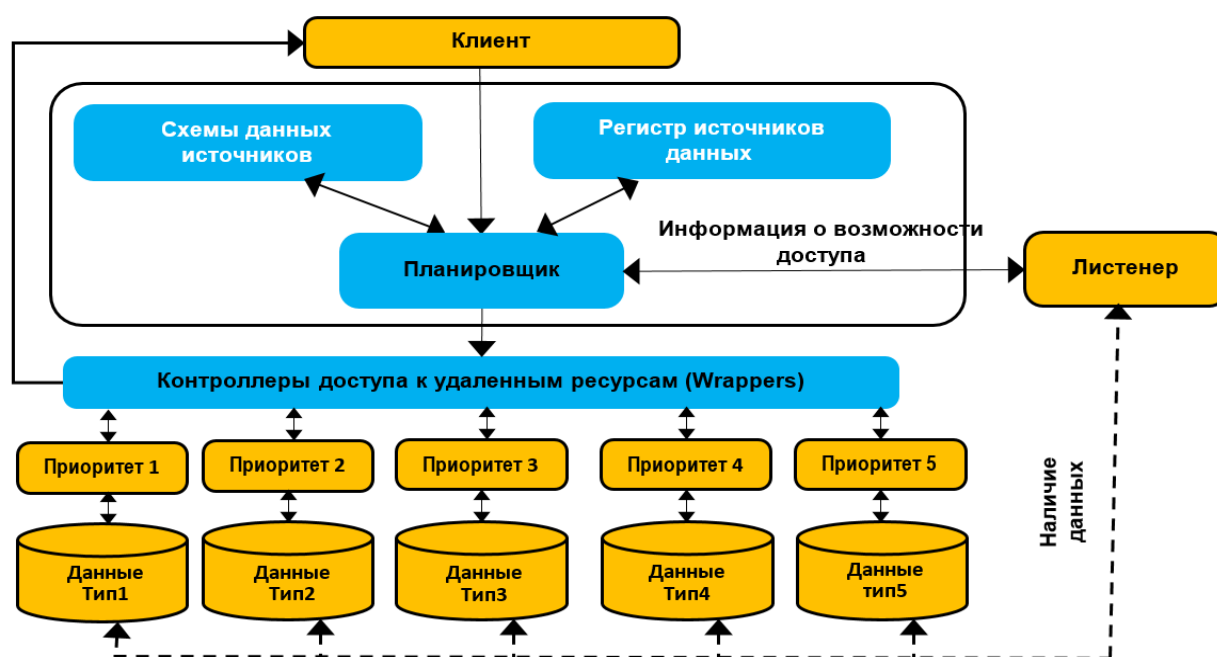 Клиент
Схемы данных
источников
Регистр источников
данных
Информация о возможности
доступа
Планировщик
Листенер
Контроллеры доступа к удаленным ресурсам (Wrappers)
Приоритет 1
Приоритет 2
Приоритет 3
Приоритет 4
Приоритет 5
Наличие
данных
Данные
Тип1
Данные
Тип2
Данные
Тип3
Данные
Тип4
Данные
тип5